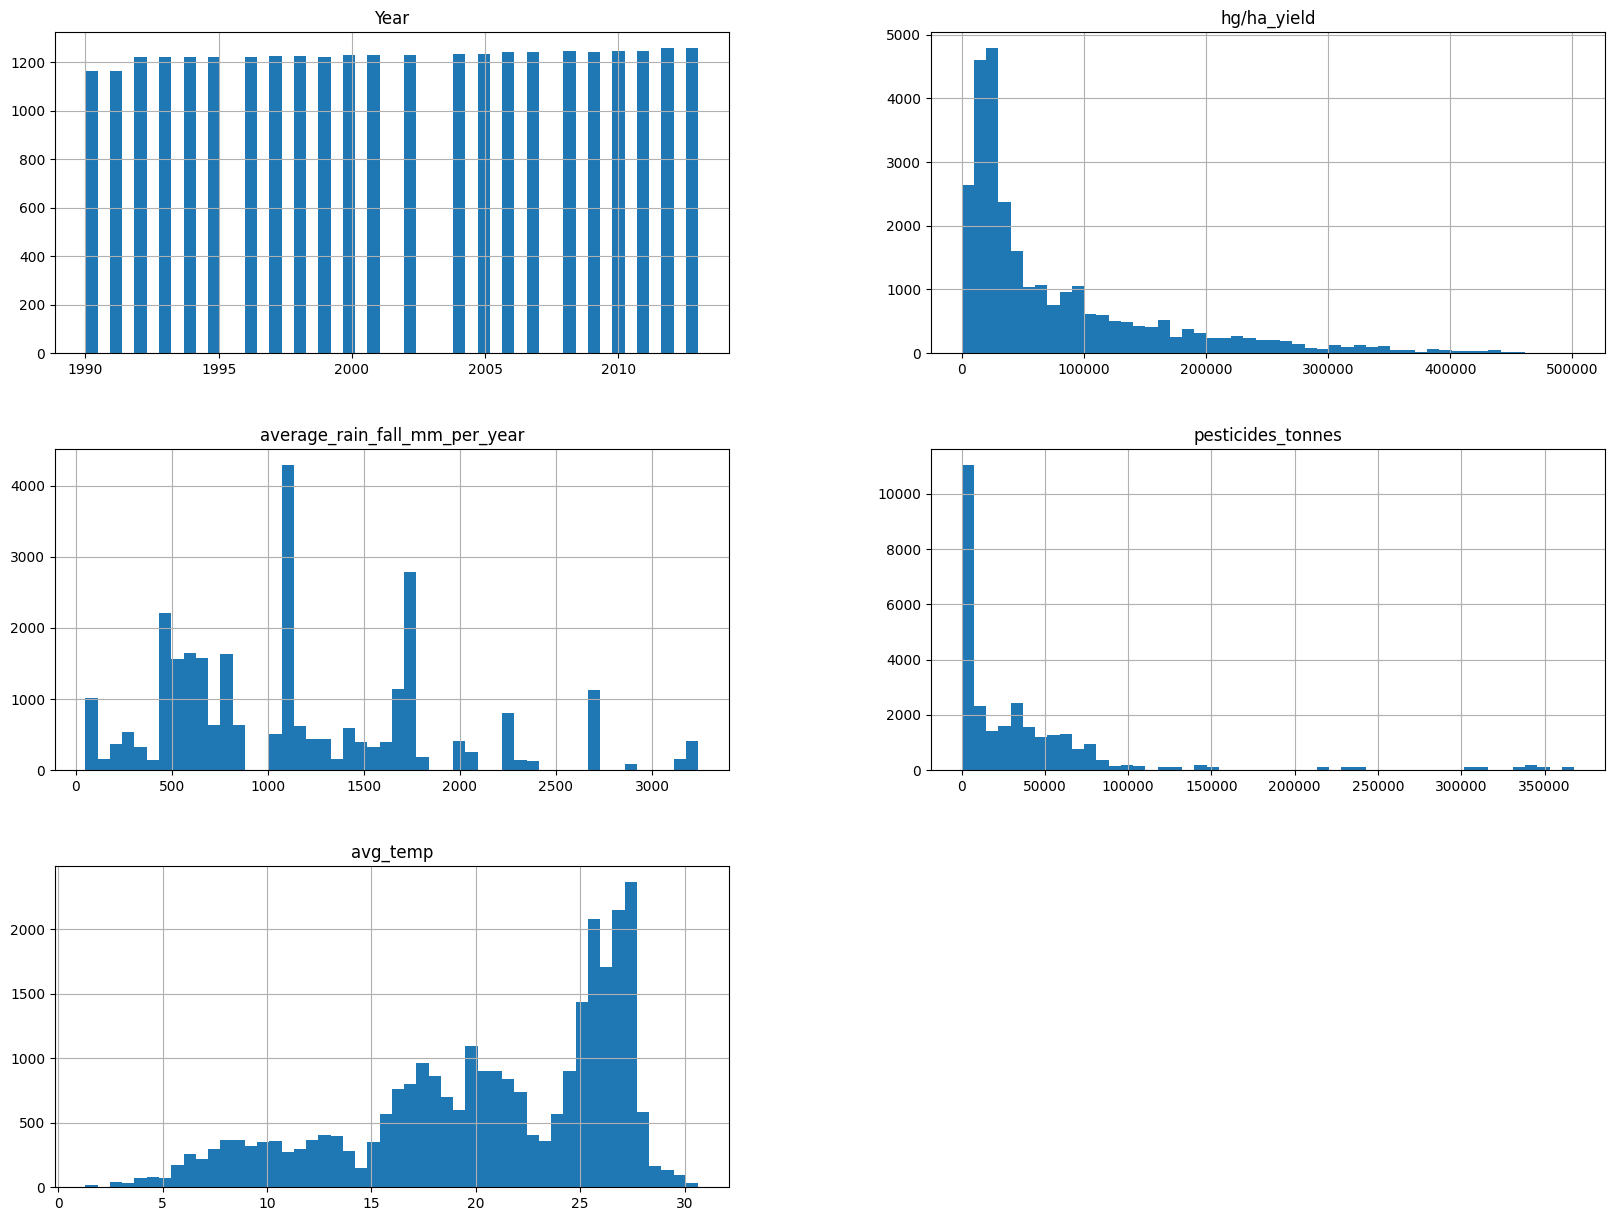 Year
1200
1000
800
600
400
200
0
1990 1995 2000 2005 2010
hg/ha_yield
5000
4000
3000
2000
1000
0
0 100000 200000 300000 400000 500000
average_rain_fall_mm_per_year
4000
3000
2000
1000
0
0 500 1000 1500 2000 2500 3000
pesticides_tonnes
10000
8000
6000
4000
2000
0
0 50000 100000 150000 200000 250000 300000 350000
avg_temp
2000
1500
1000
500
0
0 5 10 15 20 25 30